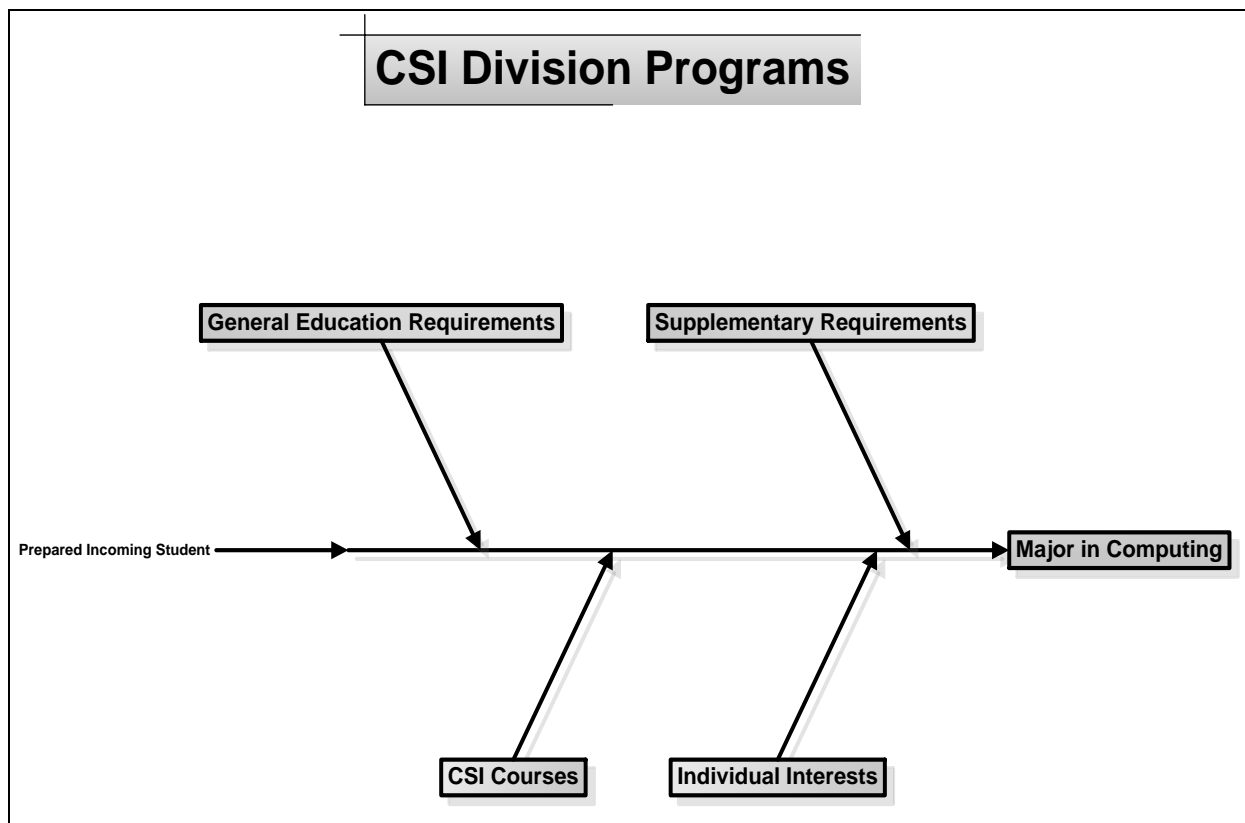 CSI Division Programs
General Education Requirements
Supplementary Requirements
Prepared Incoming Student
Major in Computing
CSI Courses
Individual Interests